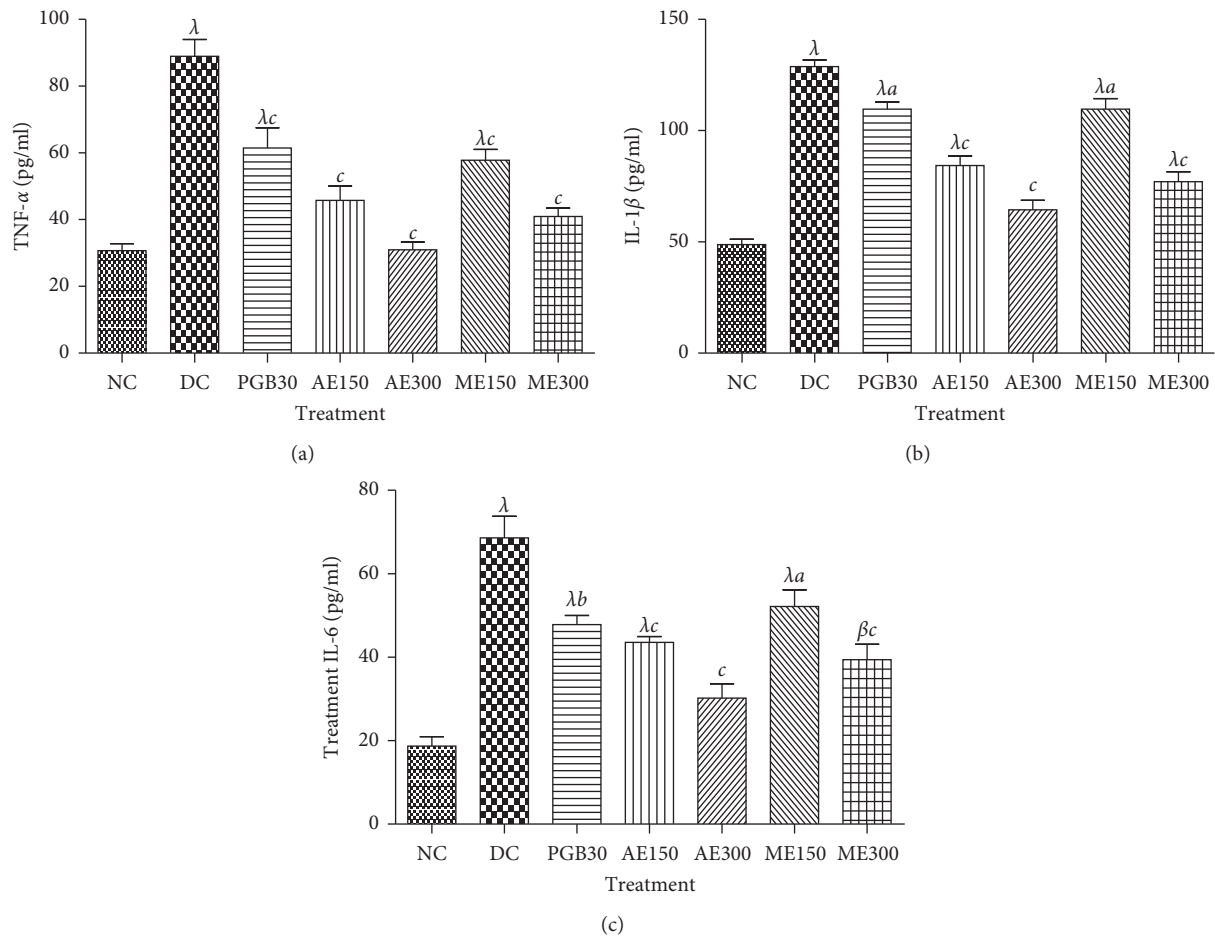 100
80
60
40
20
0
TNF-α (pg/ml)
λ
λc
c
c
λc
c
NC DC PGB30 AE150 AE300 ME150 ME300
Treatment
(a)
150
100
50
0
IL-1β (pg/ml)
λ
λa
λc
c
λa
λc
NC DC PGB30 AE150 AE300 ME150 ME300
Treatment
(b)
80
60
40
20
0
Treatment IL-6 (pg/ml)
λ
λb
λc
c
λa
βc
NC DC PGB30 AE150 AE300 ME150 ME300
Treatment
(c)